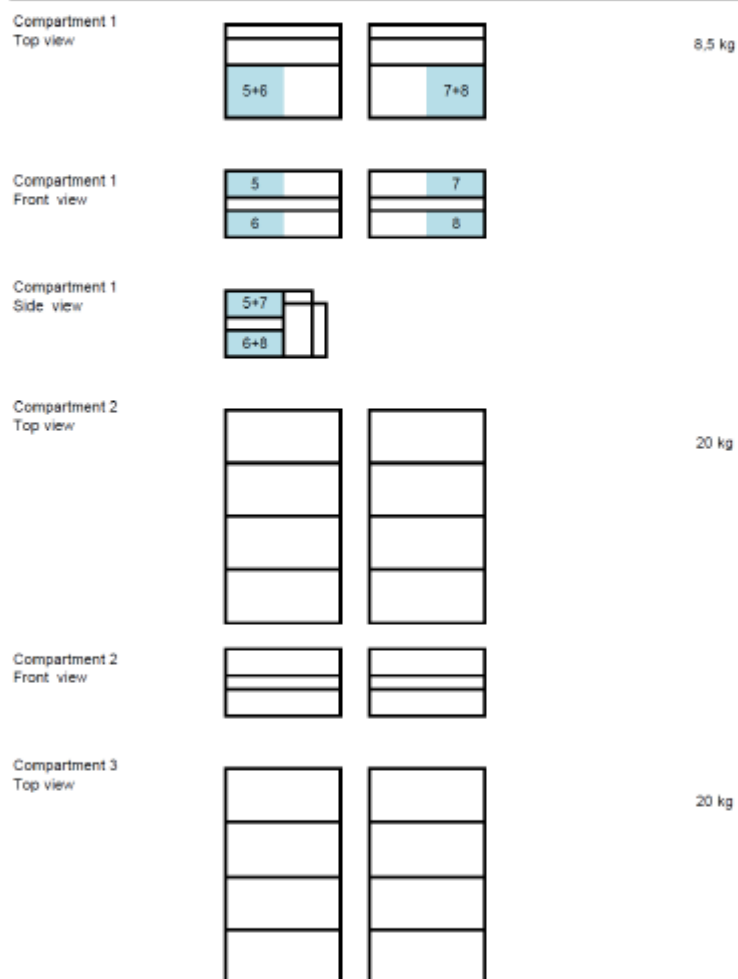 Compartment 1
Top view
8,5 kg
5+6
7+8
Compartment 1
Front view
5
7
6
8
Compartment 1
Side view
5+7
6+8
Compartment 2
Top view
20 kg
Compartment 2
Front view
Compartment 3
Top view
20 kg